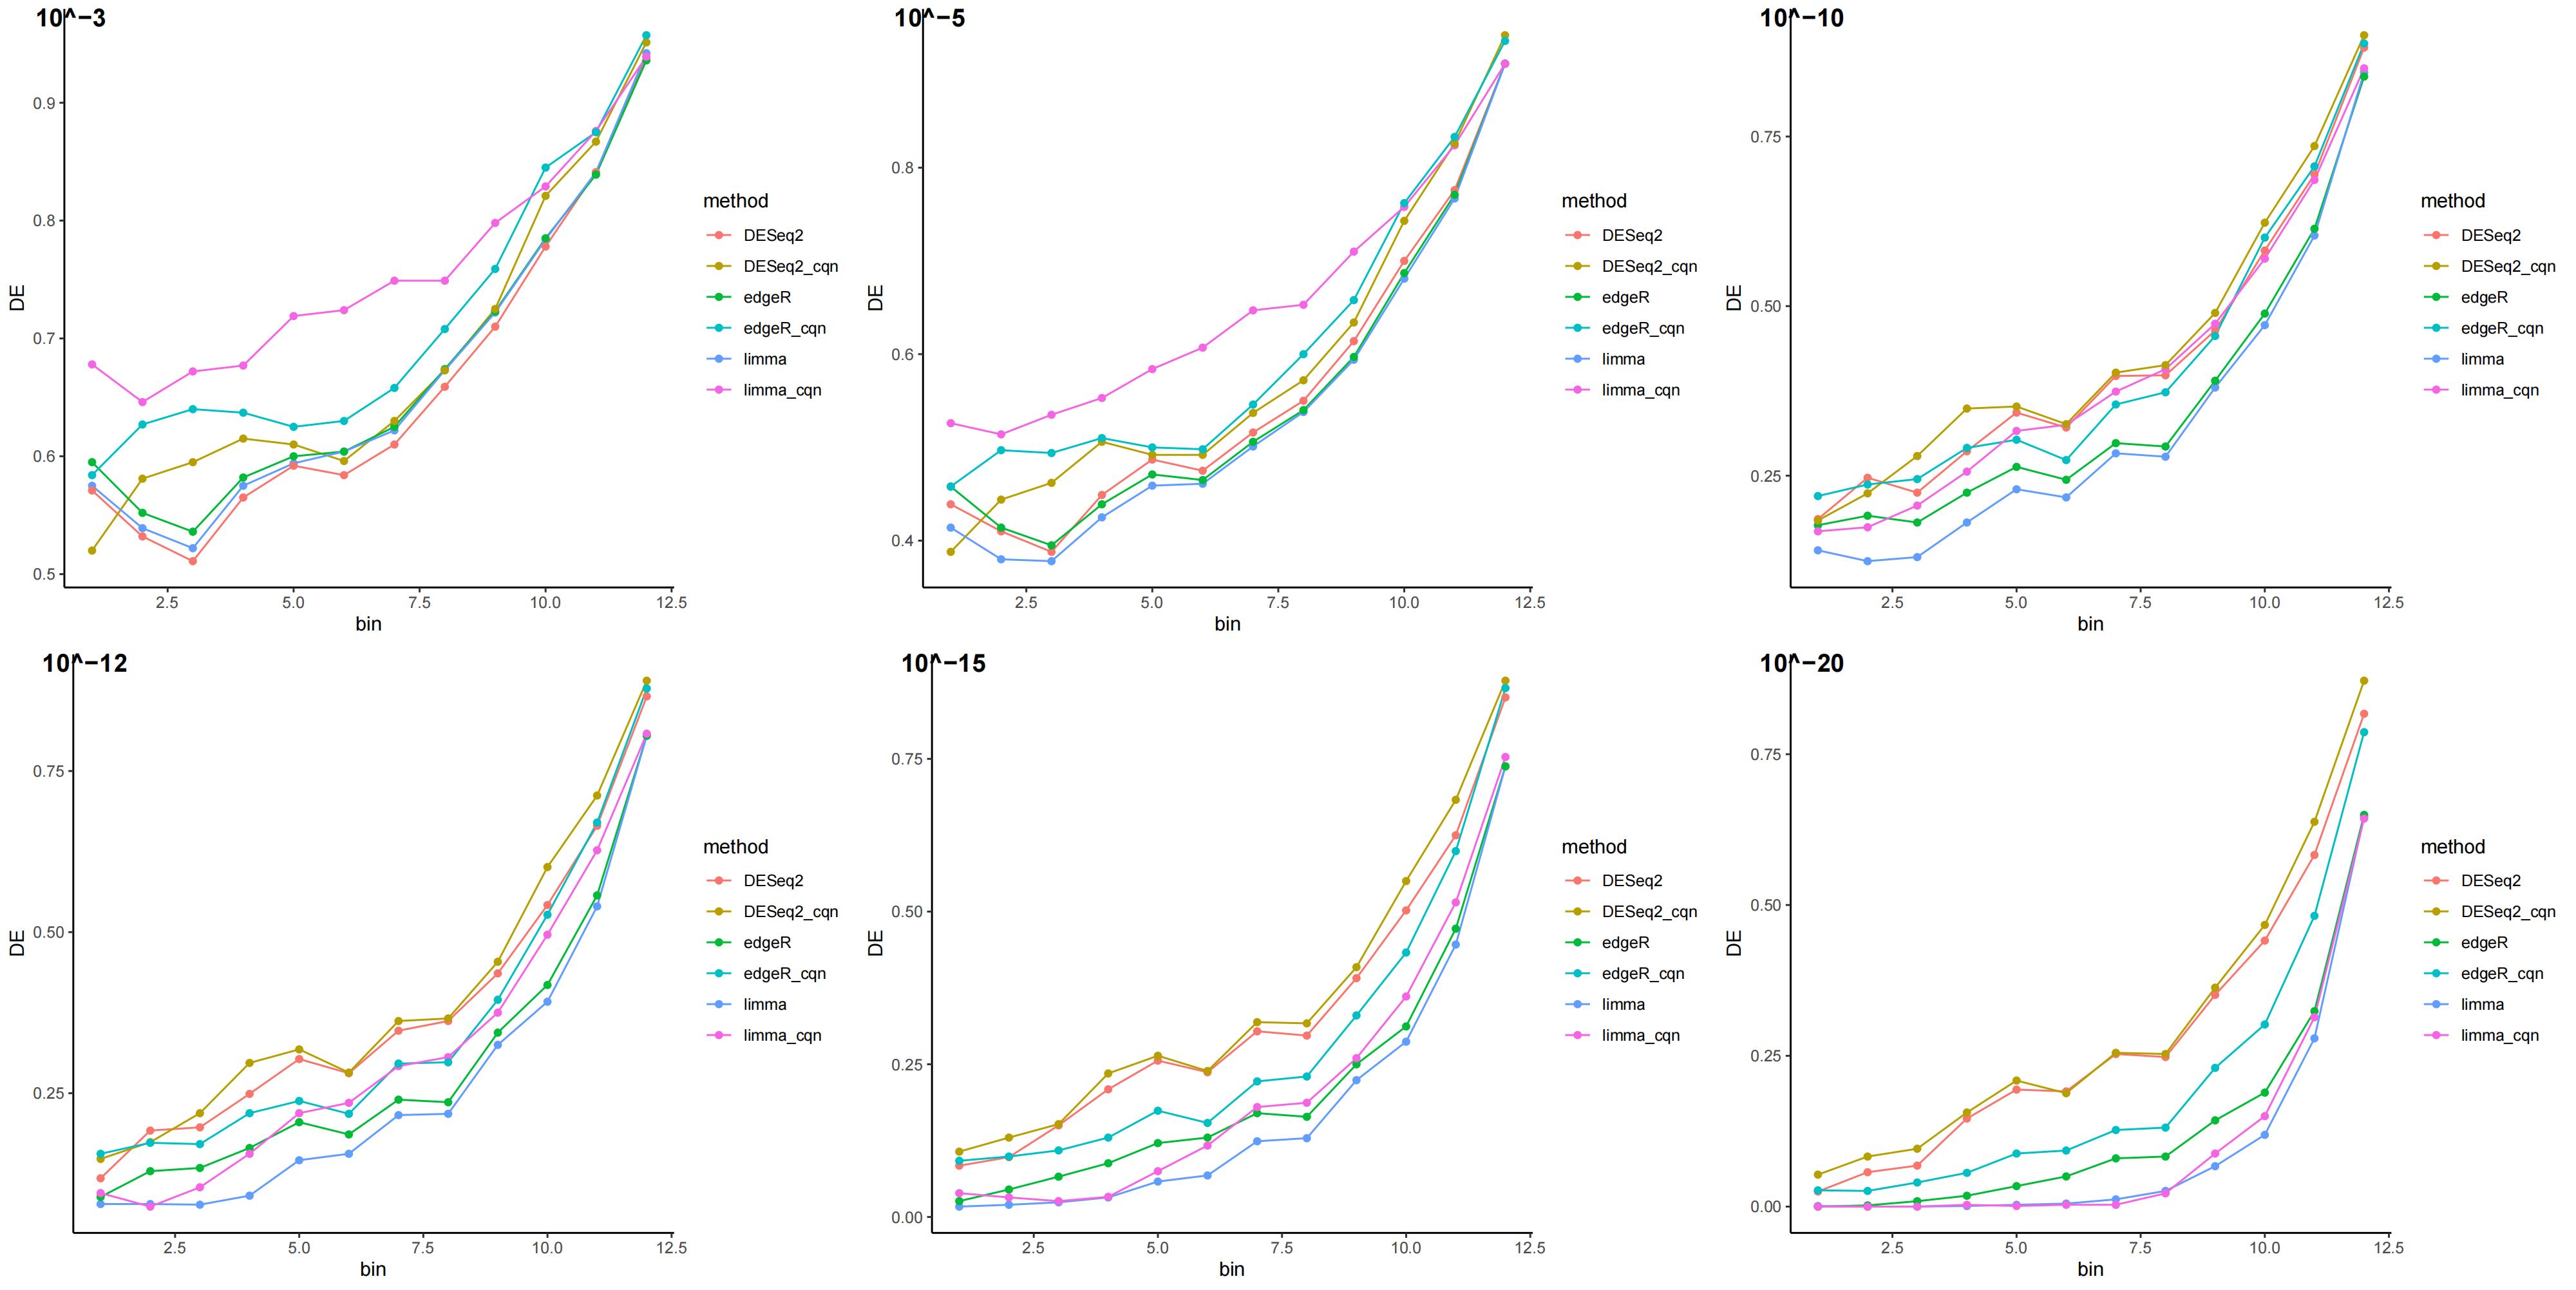 10^−3
0.9
0.8
0.7
0.6
0.5
DE
2.5 5.0 7.5 10.0 12.5
bin
method
DESeq2
DESeq2_cqn
edgeR
edgeR_cqn
limma
limma_cqn
10^−5
0.8
0.6
0.4
DE
2.5 5.0 7.5 10.0 12.5
bin
method
DESeq2
DESeq2_cqn
edgeR
edgeR_cqn
limma
limma_cqn
10^−10
0.75
0.50
0.25
DE
2.5 5.0 7.5 10.0 12.5
bin
method
DESeq2
DESeq2_cqn
edgeR
edgeR_cqn
limma
limma_cqn
10^−12
0.75
0.50
0.25
DE
2.5 5.0 7.5 10.0 12.5
bin
method
DESeq2
DESeq2_cqn
edgeR
edgeR_cqn
limma
limma_cqn
10^−15
0.75
0.50
0.25
0.00
DE
2.5 5.0 7.5 10.0 12.5
bin
method
DESeq2
DESeq2_cqn
edgeR
edgeR_cqn
limma
limma_cqn
10^−20
0.75
0.50
0.25
0.00
DE
2.5 5.0 7.5 10.0 12.5
bin
method
DESeq2
DESeq2_cqn
edgeR
edgeR_cqn
limma
limma_cqn